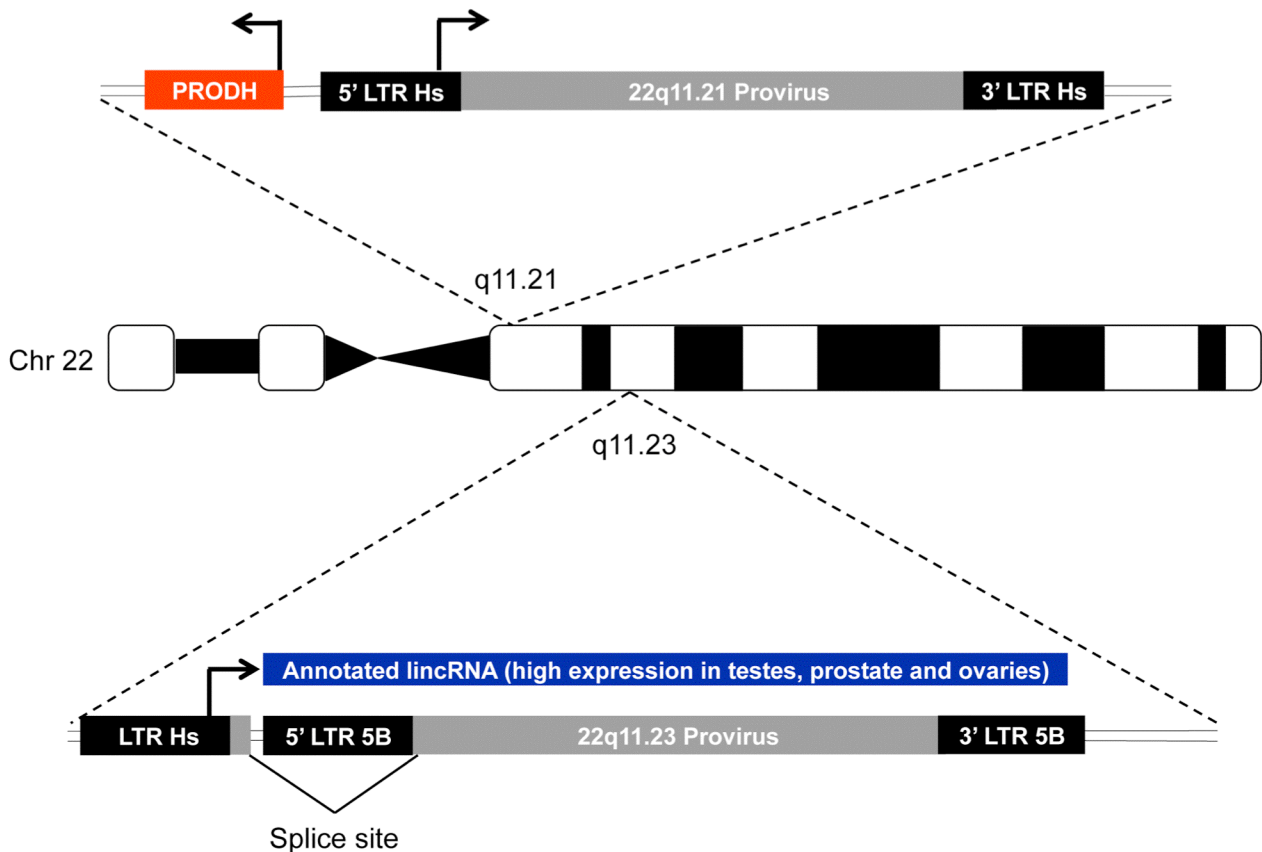 PRODH
5’ LTR Hs
22q11.21 Provirus
3’ LTR Hs
q11.21
Chr 22
q11.23
Annotated lincRNA (high expression in testes, prostate and ovaries)
LTR Hs
5’ LTR 5B
22q11.23 Provirus
3’ LTR 5B
Splice site